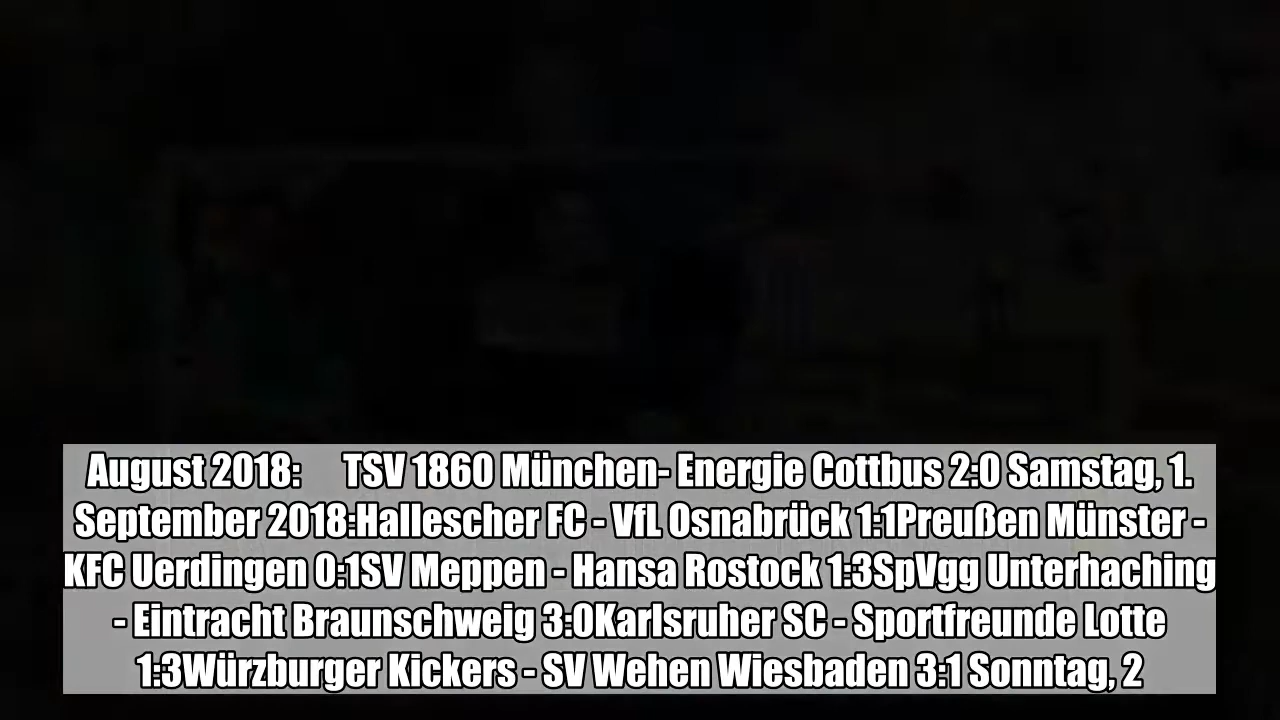 August 2018: TSV 1860 München- Energie Cottbus 2:0 Samstag, 1.
September 2018:Hallescher FC - VfL Osnabrück 1:1Preußen Münster -
KFC Uerdingen 0:1SV Meppen - Hansa Rostock 1:3SpVgg Unterhaching
- Eintracht Braunschweig 3:0Karlsruher SC - Sportfreunde Lotte
1:3Würzburger Kickers - SV Wehen Wiesbaden 3:1 Sonntag, 2